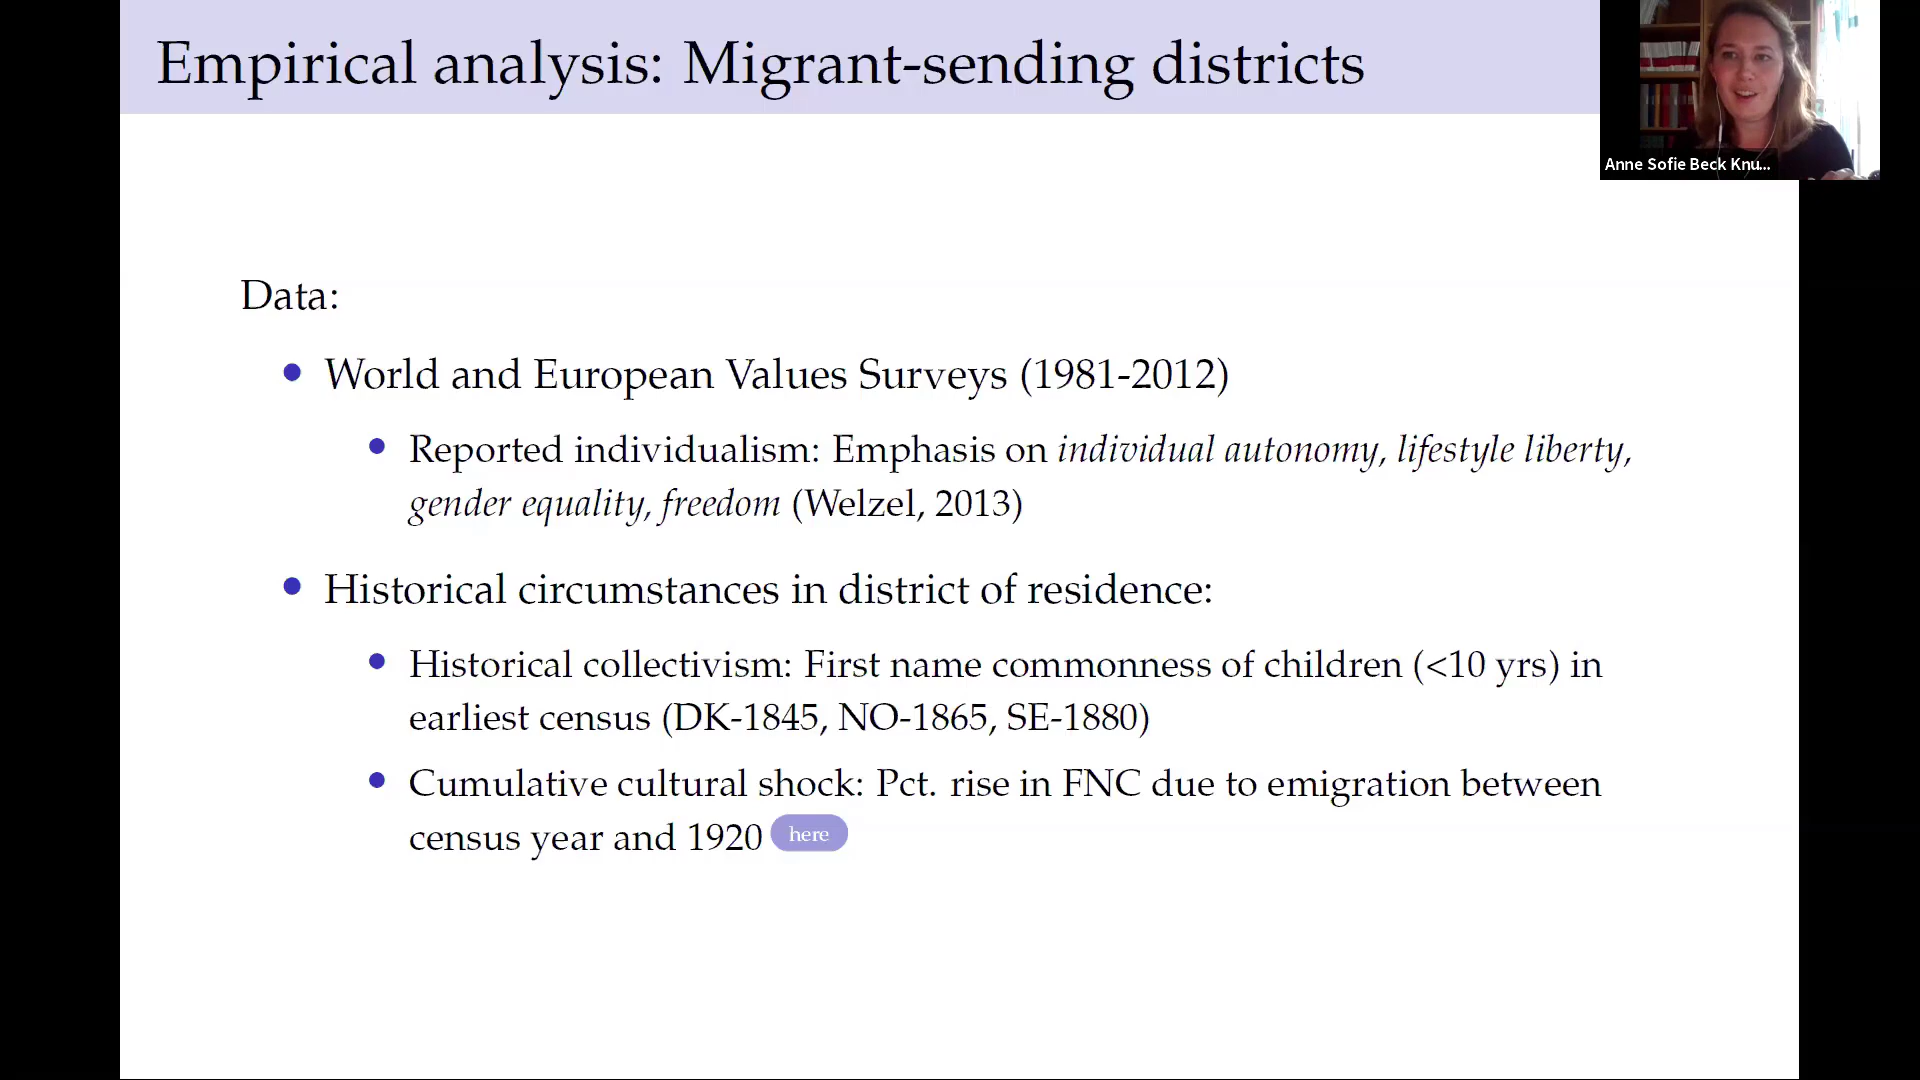 Empirical analysis: Migrant-sending districts
Anne Sofie Beck Knu...
Data:
• World and European Values Surveys (1981-2012)
• Reported individualism: Emphasis on individual autonomy, lifestyle liberty,
gender equality, freedom (Welzel, 2013)
• Historical circumstances in district of residence:
• Historical collectivism: First name commonness of children (<10 yrs) in
earliest census (DK-1845, NO-1865, SE-1880)
• Cumulative cultural shock: Pct. rise in FNC due to emigration between
census year and 1920 here